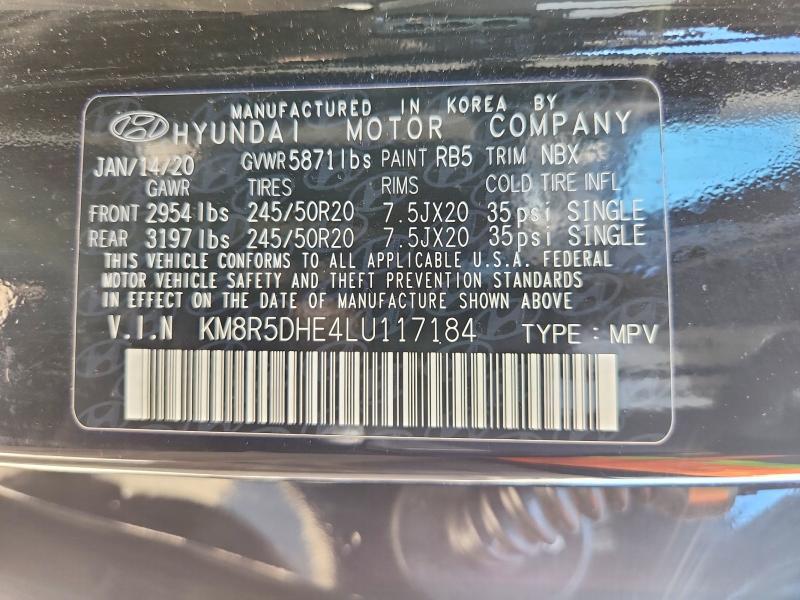 MANUFACTURED IN KOREA BY
HYUNDAI MOTOR COMPANY
JAN/14/20 GVWR 5871lbs PAINT RB5 TRIM NBX
GAWR TIRES RIMS COLD TIRE INFL
FRONT 2954lbs 245/50R20 7.5JX20 35psi SINGLE
REAR 3197lbs 245/50R20 7.5JX20 35psi SINGLE
THIS VEHICLE CONFORMS TO ALL APPLICABLE U.S.A. FEDERAL
MOTOR VEHICLE SAFETY AND THEFT PREVENTION STANDARDS
IN EFFECT ON THE DATE OF MANUFACTURE SHOWN ABOVE
V.I.N KM8R5DHE4LU117184 TYPE: MPV